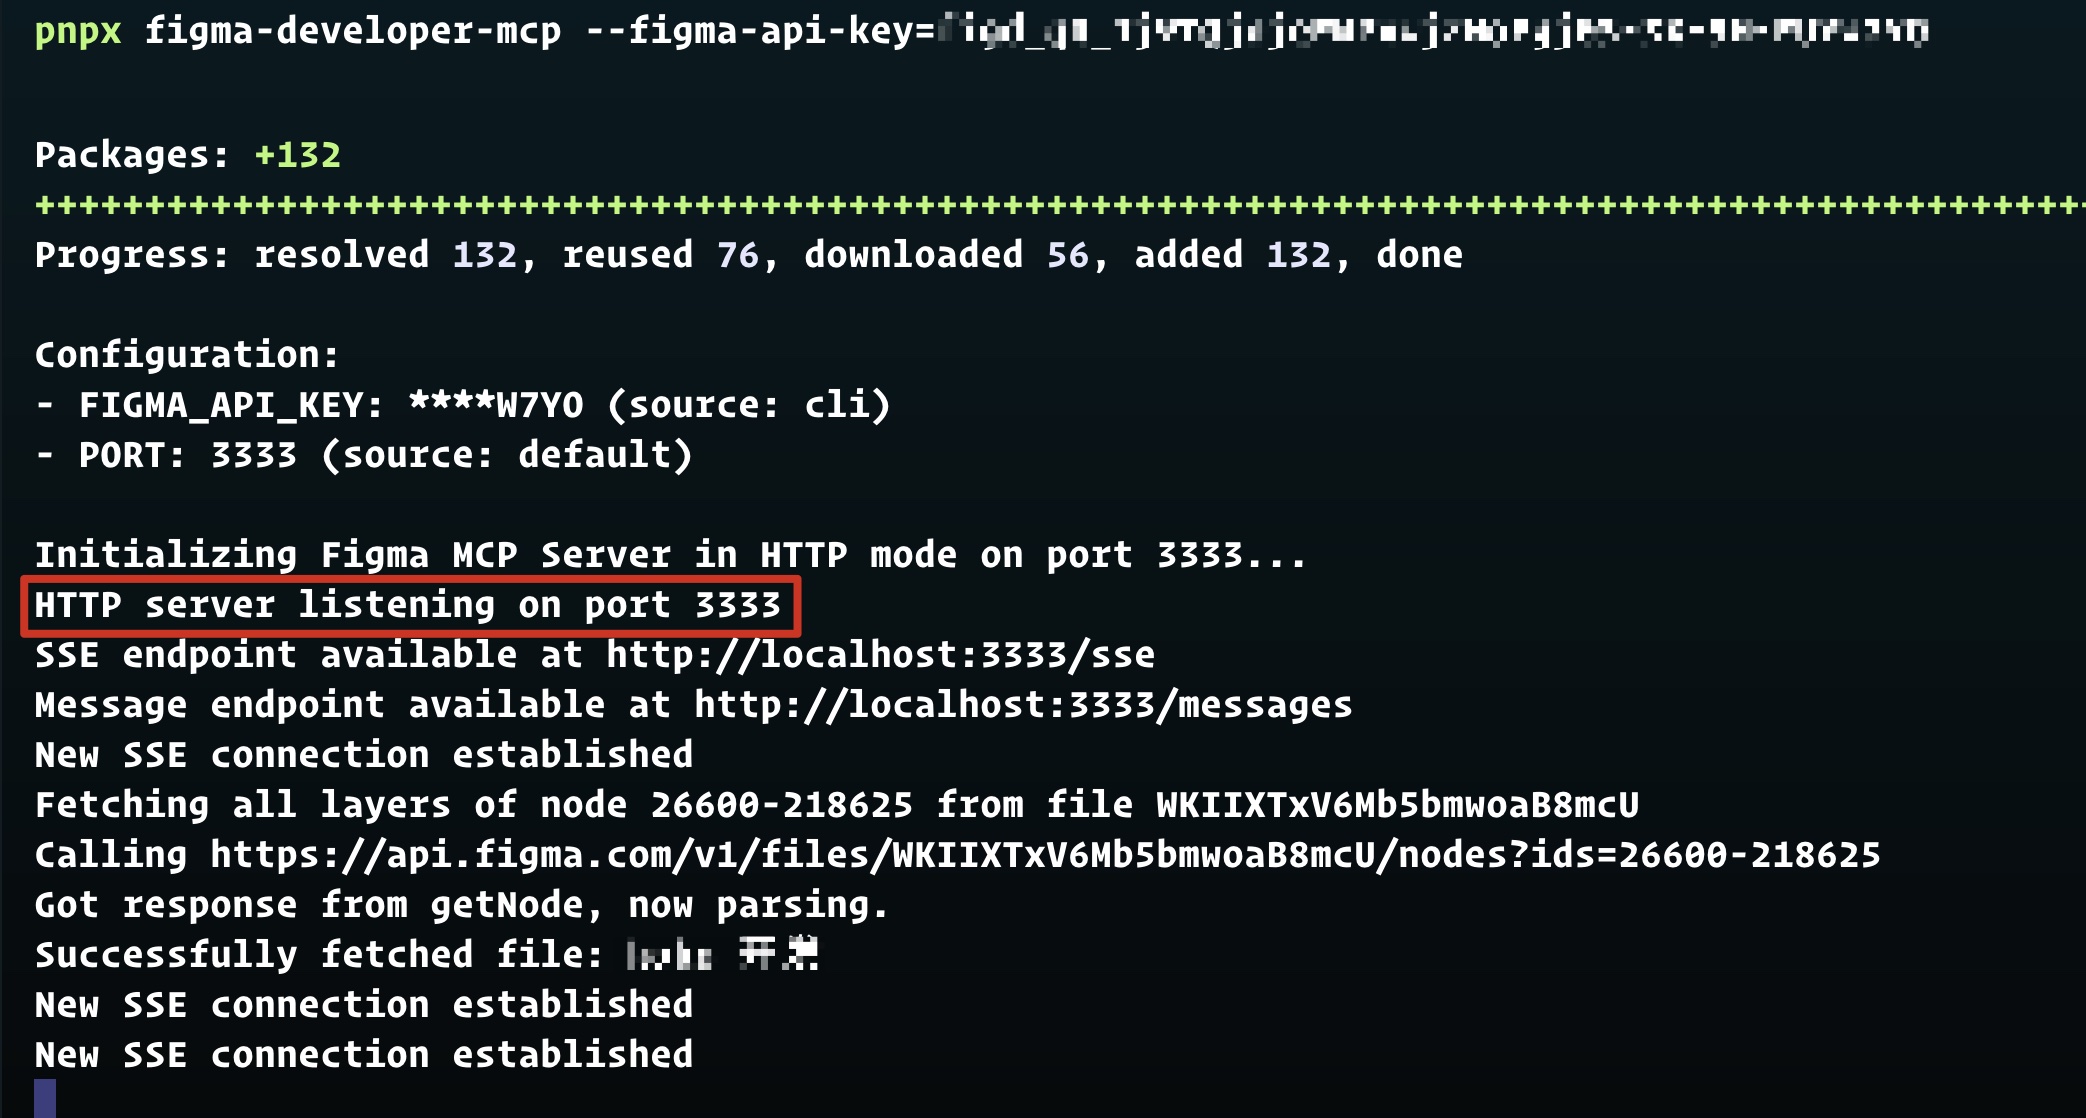 pnpx figma-developer-mcp --figma-api-key=
Packages: +132
++++++++++++++++++++++++++++++++++++++++++++++++++++++++++++++++++++++++++++++++++++++++++++++
Progress: resolved 132, reused 76, downloaded 56, added 132, done
Configuration:
- FIGMA_API_KEY: ****W7YO (source: cli)
- PORT: 3333 (source: default)
Initializing Figma MCP Server in HTTP mode on port 3333...
HTTP server listening on port 3333
SSE endpoint available at http://localhost:3333/sse
Message endpoint available at http://localhost:3333/messages
New SSE connection established
Fetching all layers of node 26600-218625 from file WKIIXTxV6Mb5bmwoaB8mcU
Calling https://api.figma.com/v1/files/WKIIXTxV6Mb5bmwoaB8mcU/nodes?ids=26600-218625
Got response from getNode, now parsing.
Successfully fetched file:
New SSE connection established
New SSE connection established